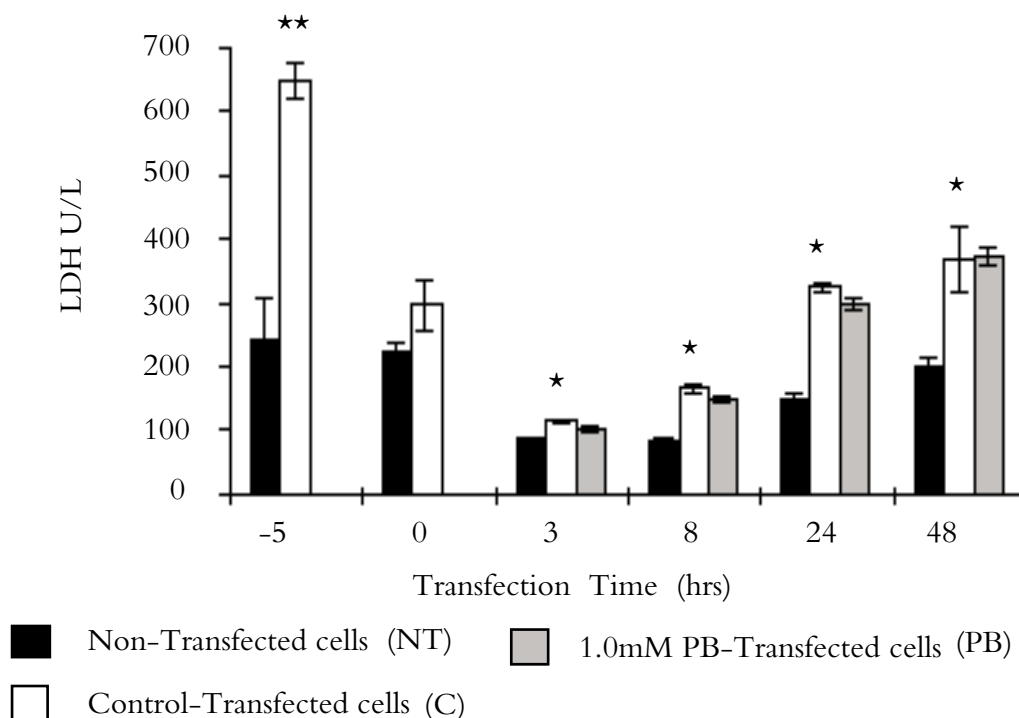 ★★
700
600
500
400
300
200
100
0
LDH U/L
★
★
★
★
-5 0 3 8 24 48
Transfection Time (hrs)
Non-Transfected cells (NT)
1.0mM PB-Transfected cells (PB)
Control-Transfected cells (C)